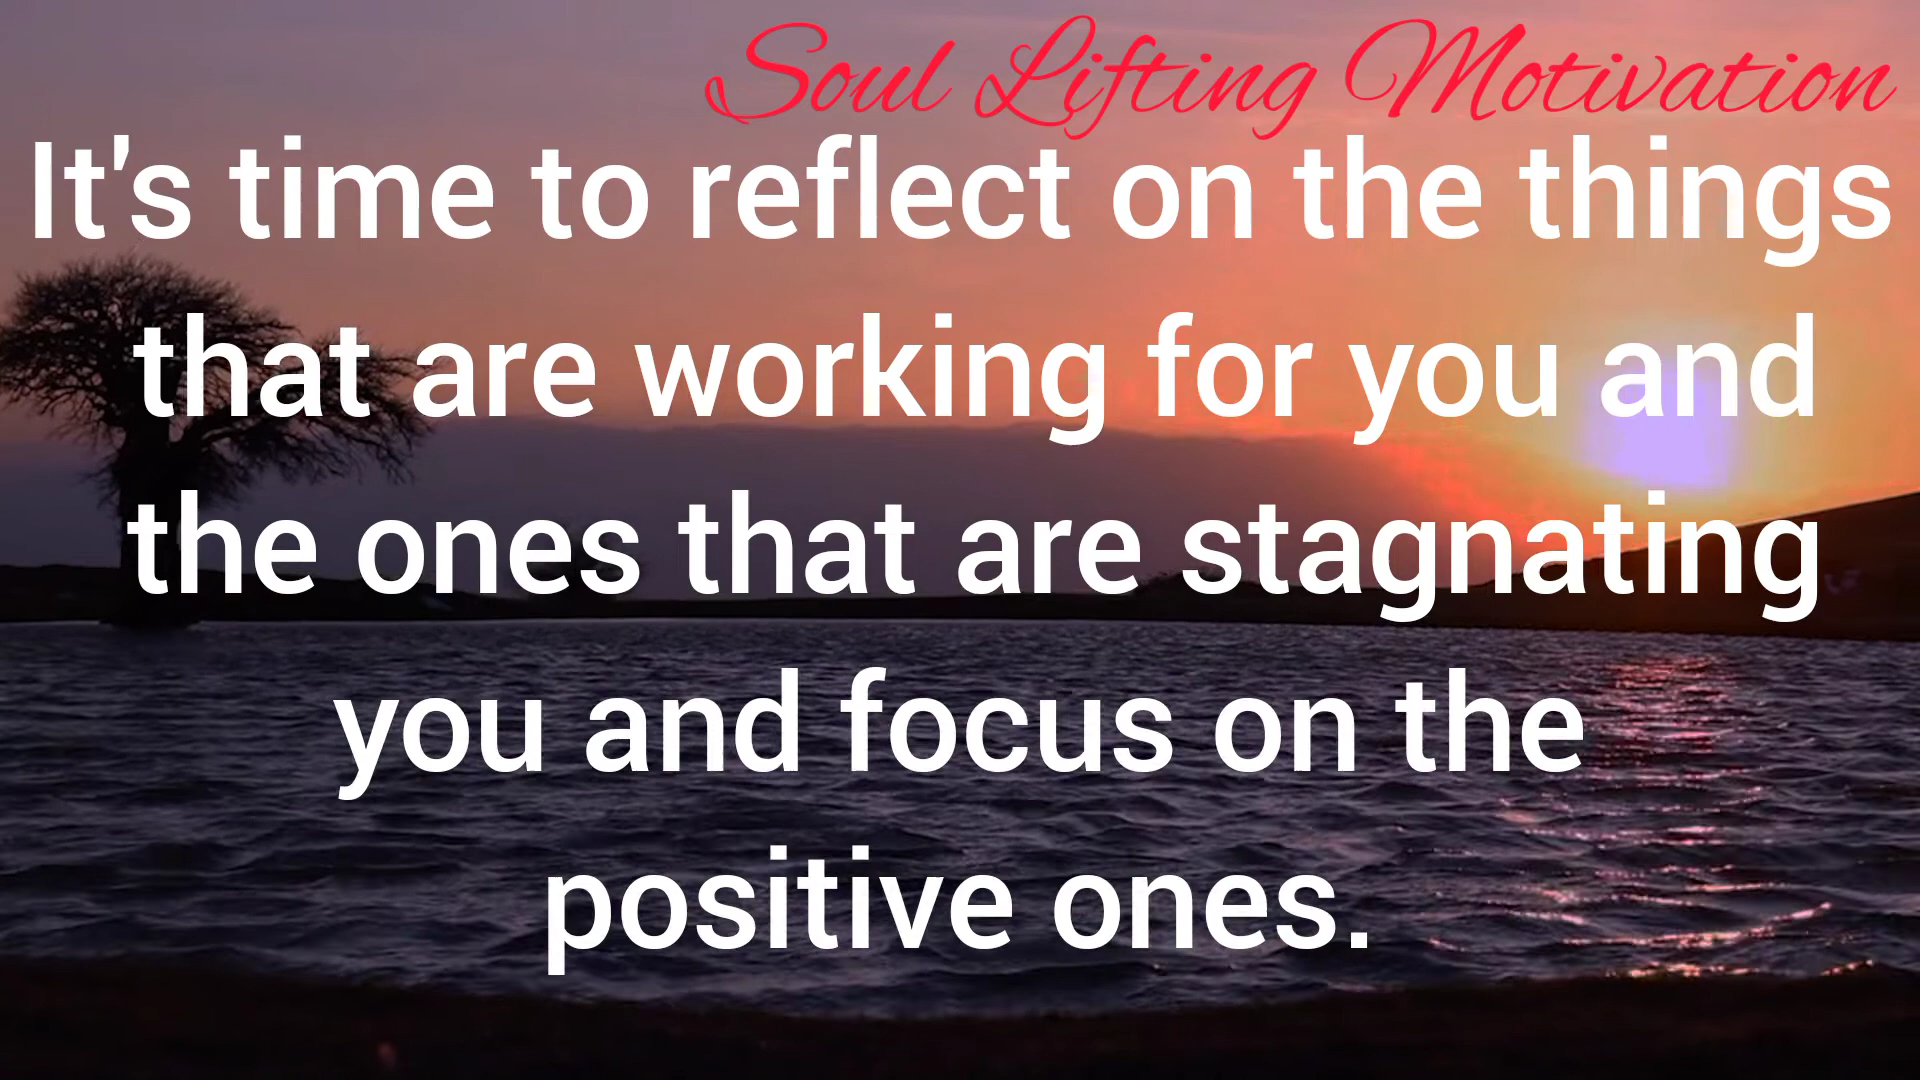 Soul Lifting Motivation
It's time to reflect on the things
that are working for you and
the ones that are stagnating
you and focus on the
positive ones.